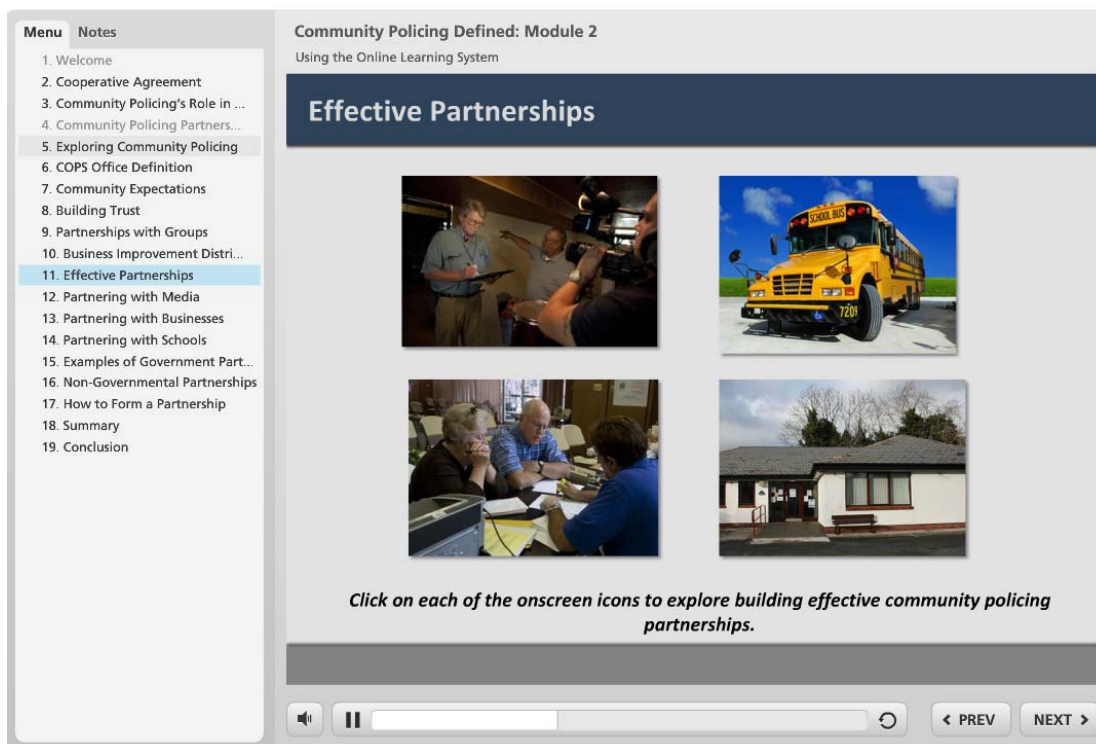 Menu Notes
1. Welcome
2. Cooperative Agreement
3. Community Policing's Role in ...
4. Community Policing Partners...
5. Exploring Community Policing
6. COPS Office Definition
7. Community Expectations
8. Building Trust
9. Partnerships with Groups
10. Business Improvement Distri...
11. Effective Partnerships
12. Partnering with Media
13. Partnering with Businesses
14. Partnering with Schools
15. Examples of Government Part...
16. Non-Governmental Partnerships
17. How to Form a Partnership
18. Summary
19. Conclusion
Community Policing Defined: Module 2
Using the Online Learning System
Effective Partnerships
SCHOOL BUS
7209
Click on each of the onscreen icons to explore building effective community policing
partnerships.
PREV
NEXT